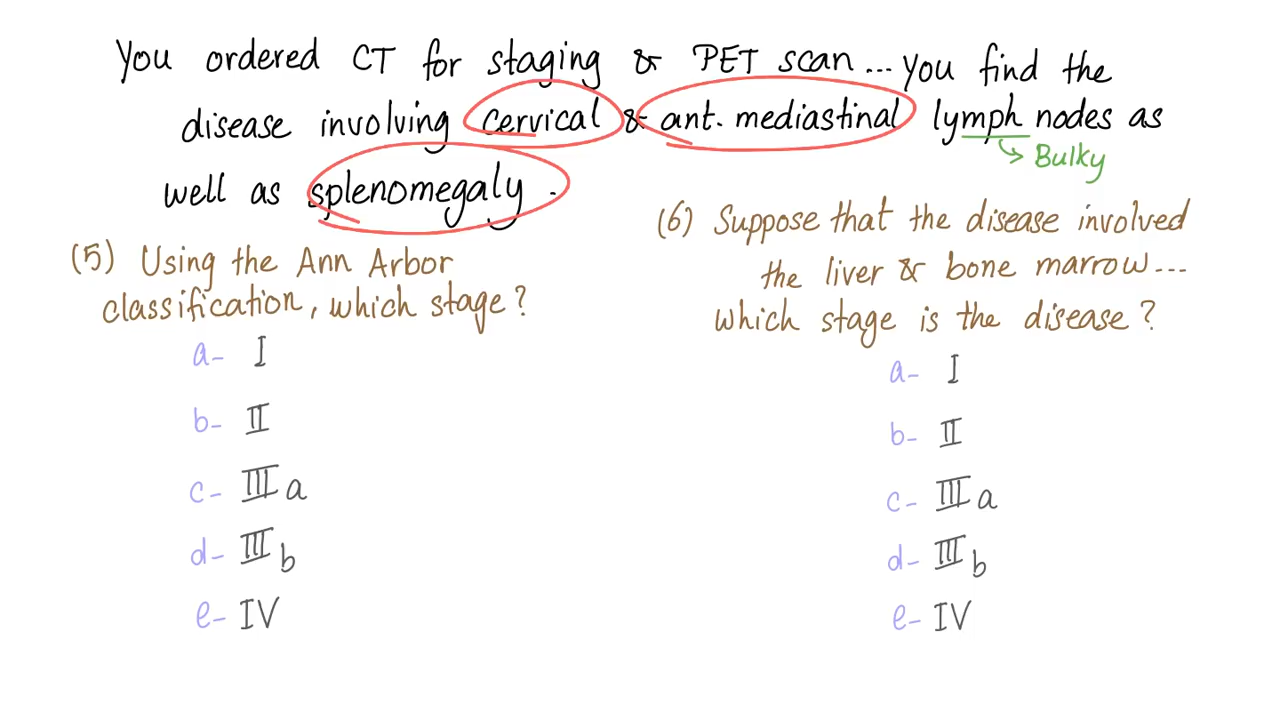 You ordered CT for staging & PET scan... you find the
disease involving cervical & ant. mediastinal lymph nodes as
Bulky
well as splenomegaly.
(5) Using the Ann Arbor
classification, which stage?
a- I
b- II
c- III a
d- III b
e- IV
(6) Suppose that the disease involved
the liver & bone marrow...
which stage is the disease?
a- I
b- II
c- III a
d- III b
e- IV